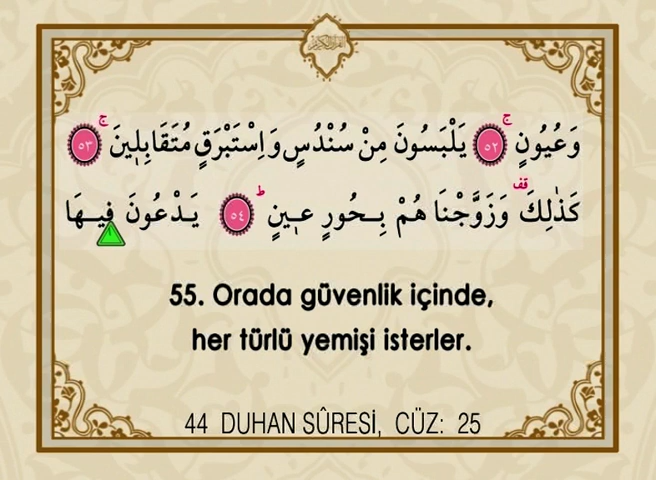 وَعُيُونٍ ۚ ٥٢ يَلْبَسُونَ مِنْ سُنْدُسٍ وَاِسْتَبْرَقٍ مُتَقَابِلٖينَ ۚ ٥٣
كَذٰلِكَ قف وَزَوَّجْنَا هُمْ بِحُورٍ عٖينٍ ط ٥٤ يَدْعُونَ فٖيهَا
55. Orada güvenlik içinde,
her türlü yemişi isterler.
44 DUHAN SÛRESİ, CÜZ: 25